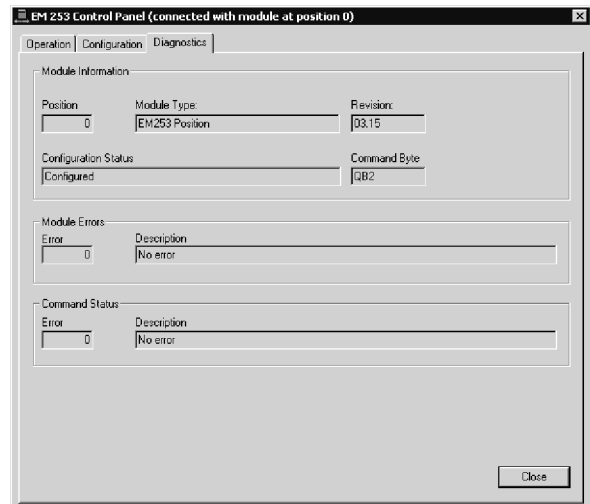 EM 253 Control Panel (connected with module at position 0)
Operation Configuration Diagnostics
Module Information
Position Module Type: Revision:
0 EM253 Position 03.15
Configuration Status Command Byte
Configured QB2
Module Errors
Error Description
0 No error
Command Status
Error Description
0 No error
Close